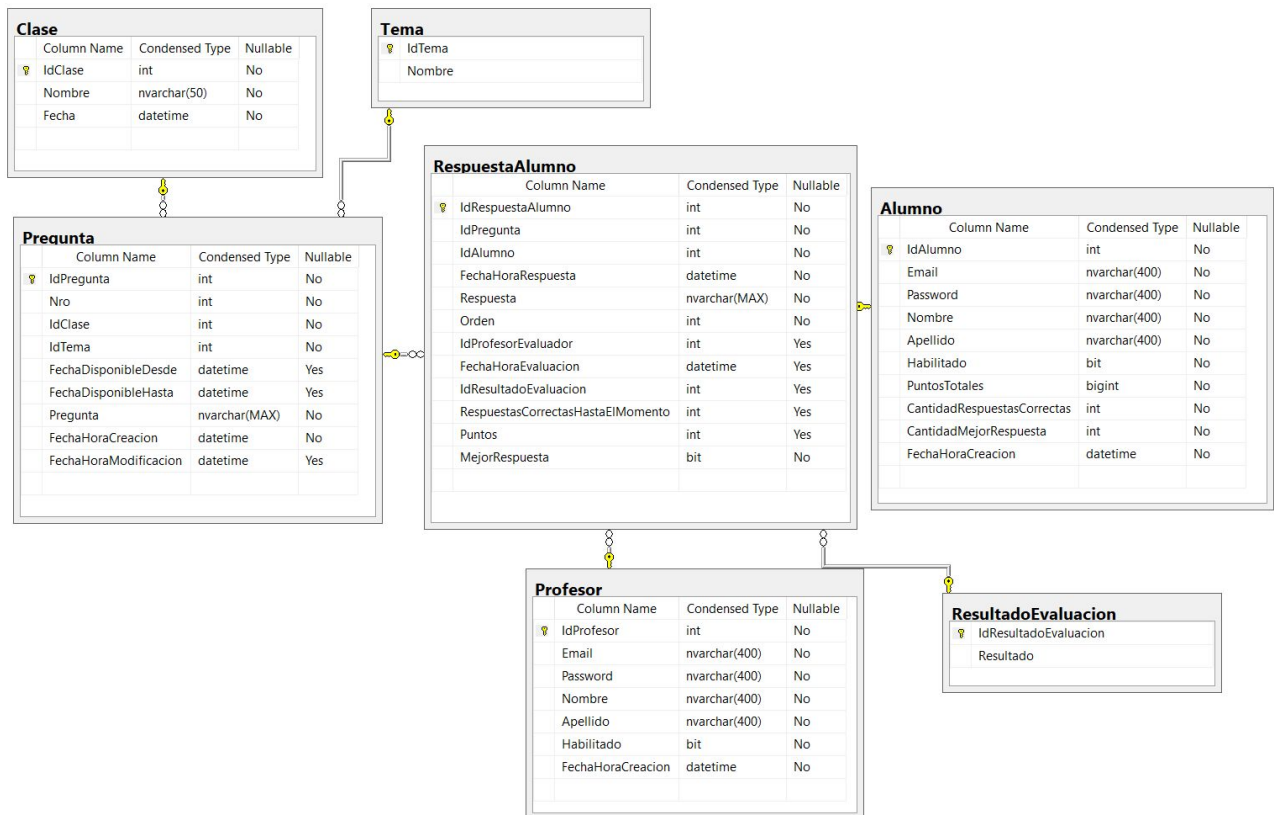 Clase
Column Name Condensed Type Nullable
IdClase int No
Nombre nvarchar(50) No
Fecha datetime No
Tema
IdTema
Nombre
Pregunta
Column Name Condensed Type Nullable
IdPregunta int No
Nro int No
IdClase int No
IdTema int No
FechaDisponibleDesde datetime Yes
FechaDisponibleHasta datetime Yes
Pregunta nvarchar(MAX) No
FechaHoraCreacion datetime No
FechaHoraModificacion datetime Yes
RespuestaAlumno
Column Name Condensed Type Nullable
IdRespuestaAlumno int No
IdPregunta int No
IdAlumno int No
FechaHoraRespuesta datetime No
Respuesta nvarchar(MAX) No
Orden int No
IdProfesorEvaluador int Yes
FechaHoraEvaluacion datetime Yes
IdResultadoEvaluacion int Yes
RespuestasCorrectasHastaElMomento int Yes
Puntos int Yes
MejorRespuesta bit No
Alumno
Column Name Condensed Type Nullable
IdAlumno int No
Email nvarchar(400) No
Password nvarchar(400) No
Nombre nvarchar(400) No
Apellido nvarchar(400) No
Habilitado bit No
PuntosTotales bigint No
CantidadRespuestasCorrectas int No
CantidadMejorRespuesta int No
FechaHoraCreacion datetime No
Profesor
Column Name Condensed Type Nullable
IdProfesor int No
Email nvarchar(400) No
Password nvarchar(400) No
Nombre nvarchar(400) No
Apellido nvarchar(400) No
Habilitado bit No
FechaHoraCreacion datetime No
ResultadoEvaluacion
IdResultadoEvaluacion
Resultado